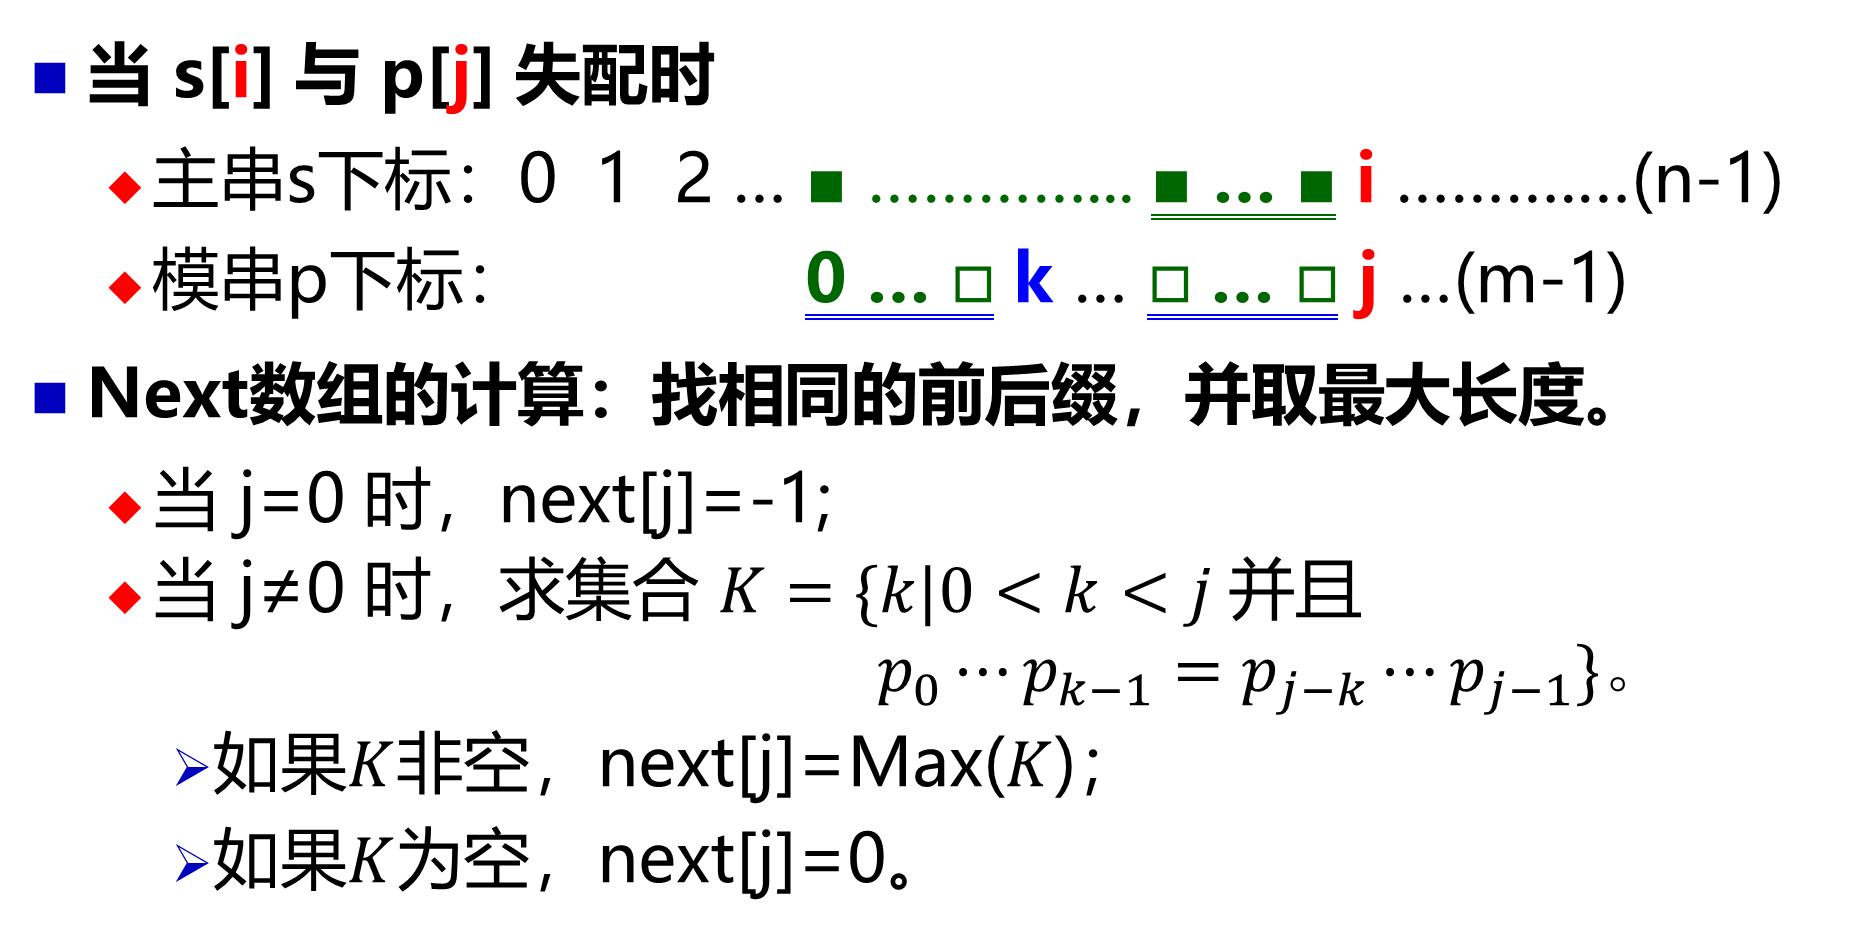 ■ 当 s[i] 与 p[j] 失配时
◆ 主串s下标：0 1 2 … ■ …………… ■ … ■ i ………….(n-1)
◆ 模串p下标： 0 … □ k … □ … □ j …(m-1)
■ Next数组的计算：找相同的前后缀，并取最大长度。
◆ 当 j=0 时，next[j]=-1;
◆ 当 j≠0 时，求集合 K = {k|0 < k < j 并且
p₀ ⋯ pₖ₋₁ = pⱼ₋ₖ ⋯ pⱼ₋₁}。
➢ 如果K非空，next[j]=Max(K)；
➢ 如果K为空，next[j]=0。